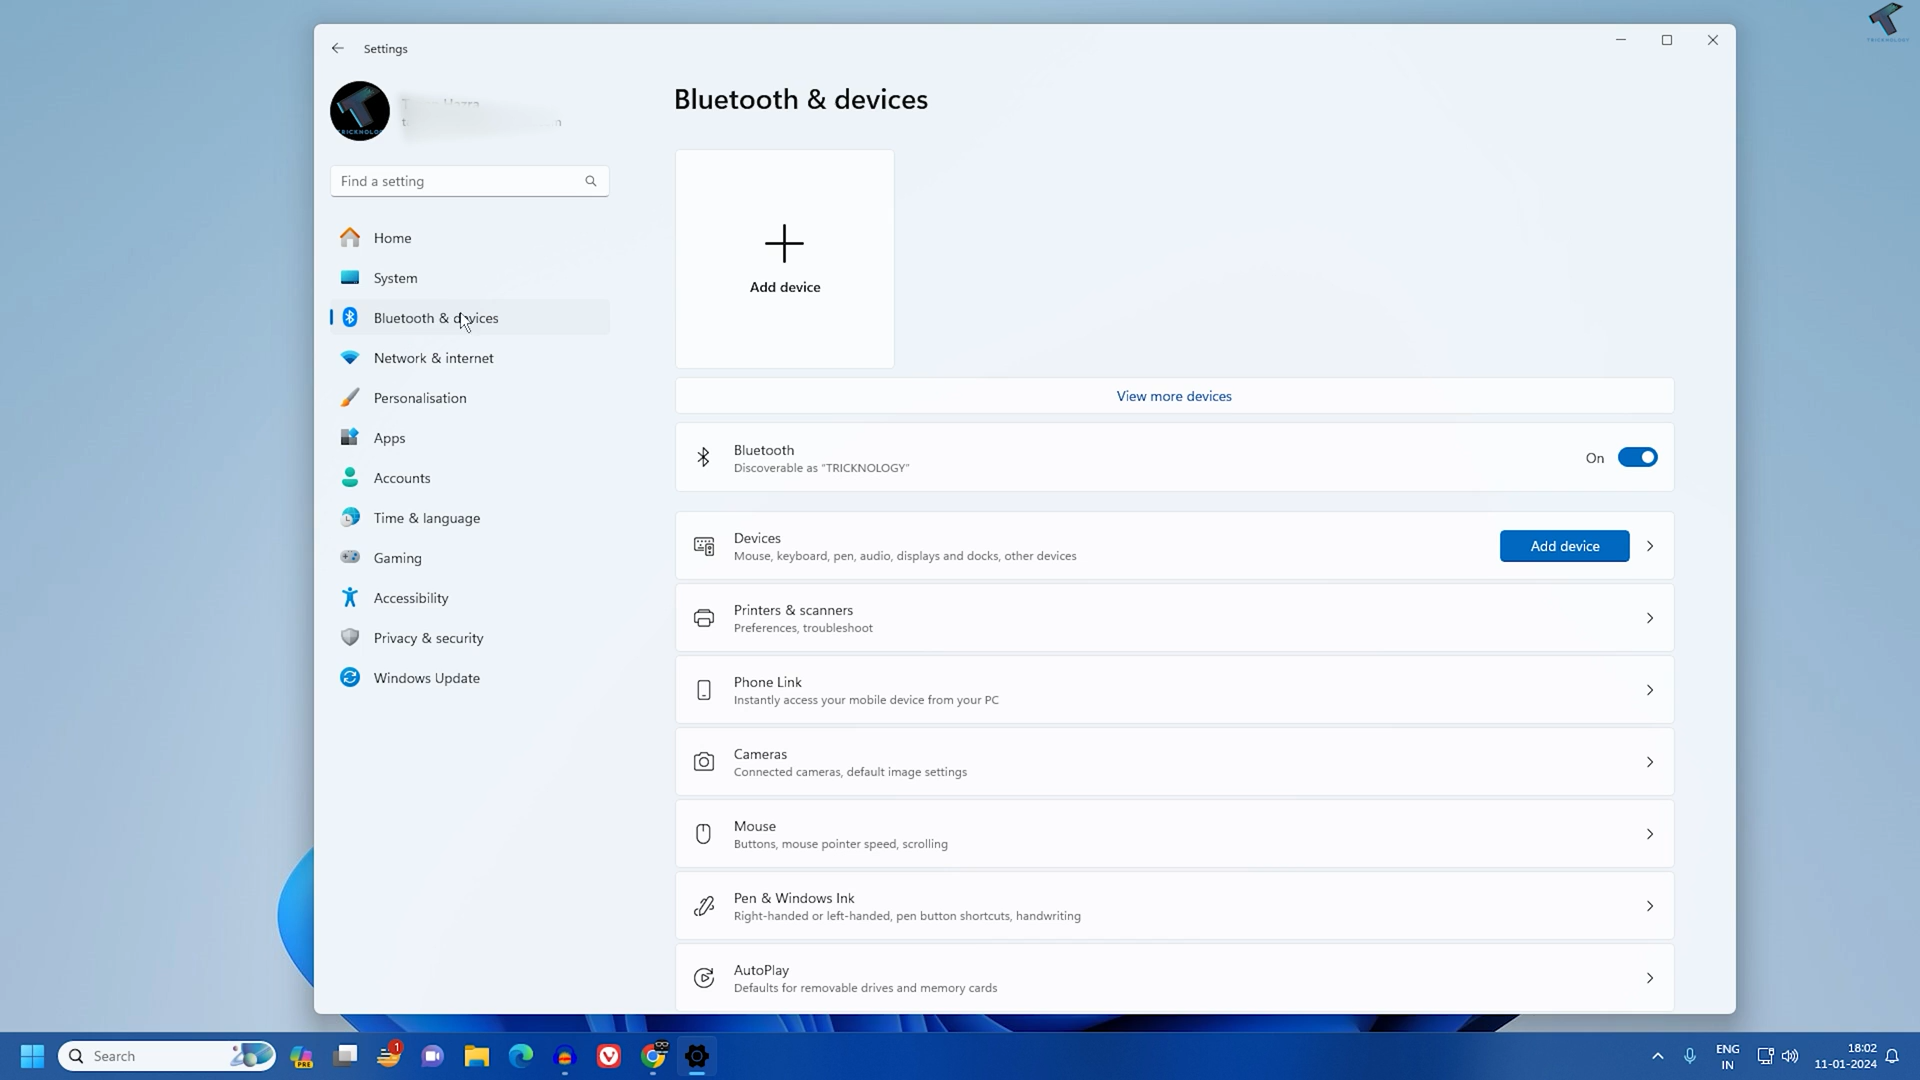 Settings
TRICKNOLOGY
Find a setting
Home
System
Bluetooth & devices
Network & internet
Personalisation
Apps
Accounts
Time & language
Gaming
Accessibility
Privacy & security
Windows Update
Bluetooth & devices
Add device
View more devices
Bluetooth
Discoverable as "TRICKNOLOGY"
On
Devices
Mouse, keyboard, pen, audio, displays and docks, other devices
Add device
Printers & scanners
Preferences, troubleshoot
Phone Link
Instantly access your mobile device from your PC
Cameras
Connected cameras, default image settings
Mouse
Buttons, mouse pointer speed, scrolling
Pen & Windows Ink
Right-handed or left-handed, pen button shortcuts, handwriting
AutoPlay
Defaults for removable drives and memory cards
Search
PRE
1
ENG
IN
18:02
11-01-2024